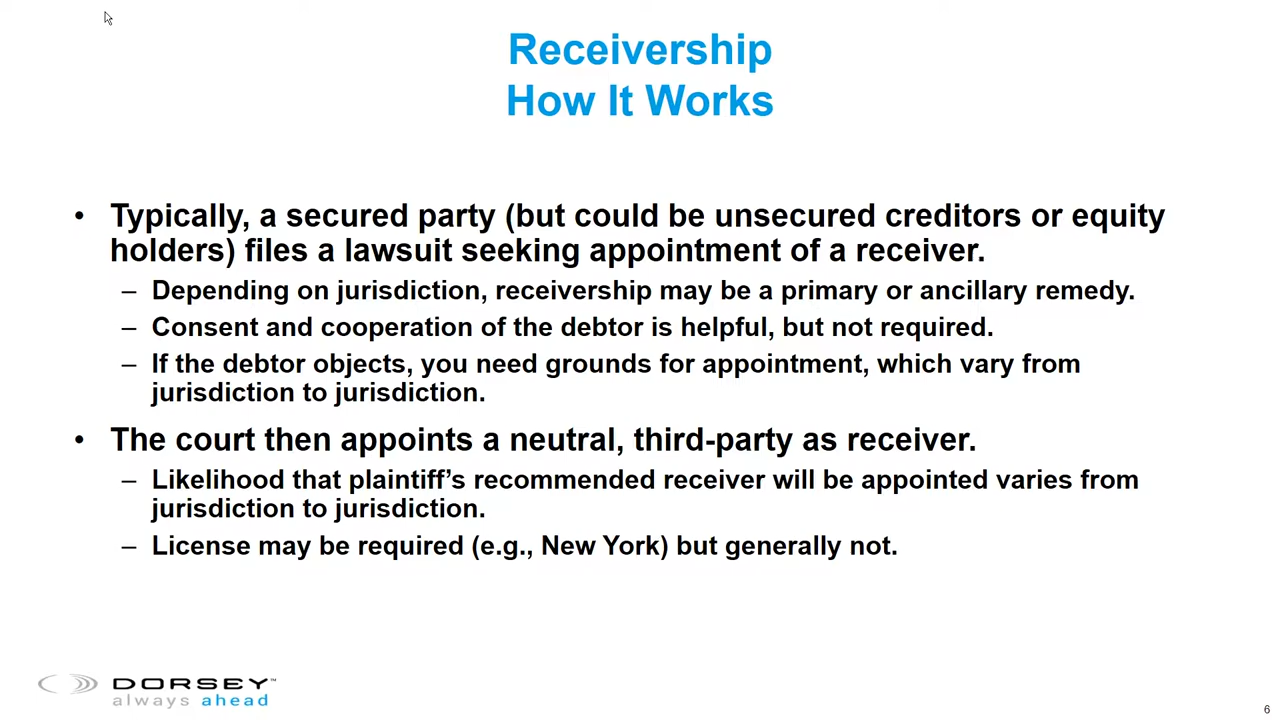 Receivership
How It Works
• Typically, a secured party (but could be unsecured creditors or equity
holders) files a lawsuit seeking appointment of a receiver.
– Depending on jurisdiction, receivership may be a primary or ancillary remedy.
– Consent and cooperation of the debtor is helpful, but not required.
– If the debtor objects, you need grounds for appointment, which vary from
jurisdiction to jurisdiction.
• The court then appoints a neutral, third-party as receiver.
– Likelihood that plaintiff’s recommended receiver will be appointed varies from
jurisdiction to jurisdiction.
– License may be required (e.g., New York) but generally not.
DORSEY™
always ahead
6